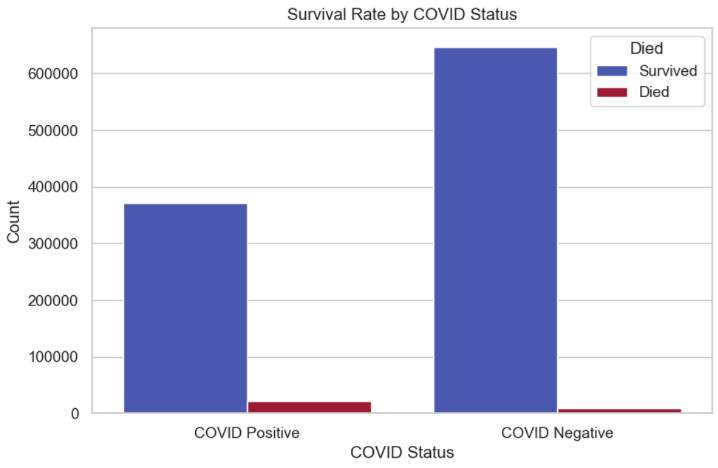 Survival Rate by COVID Status
Died
Survived
Died
600000
500000
400000
300000
200000
100000
0
Count
COVID Positive
COVID Negative
COVID Status